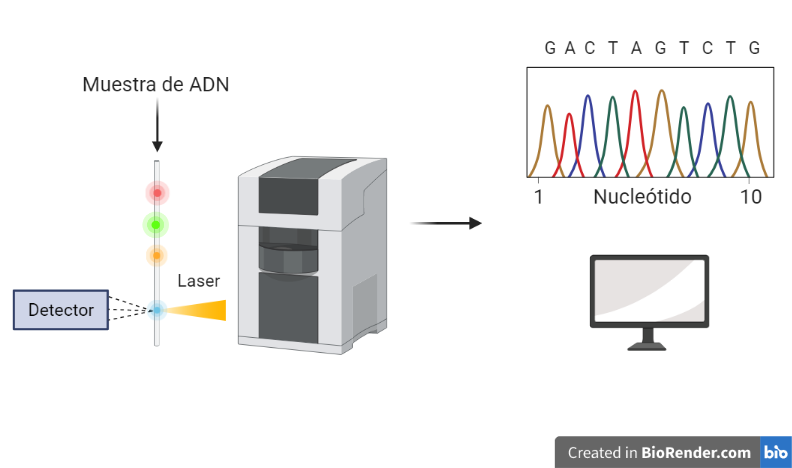 Muestra de ADN
Detector
Laser
G A C T A G T C T G
1 Nucleótido 10
Created in BioRender.com bio